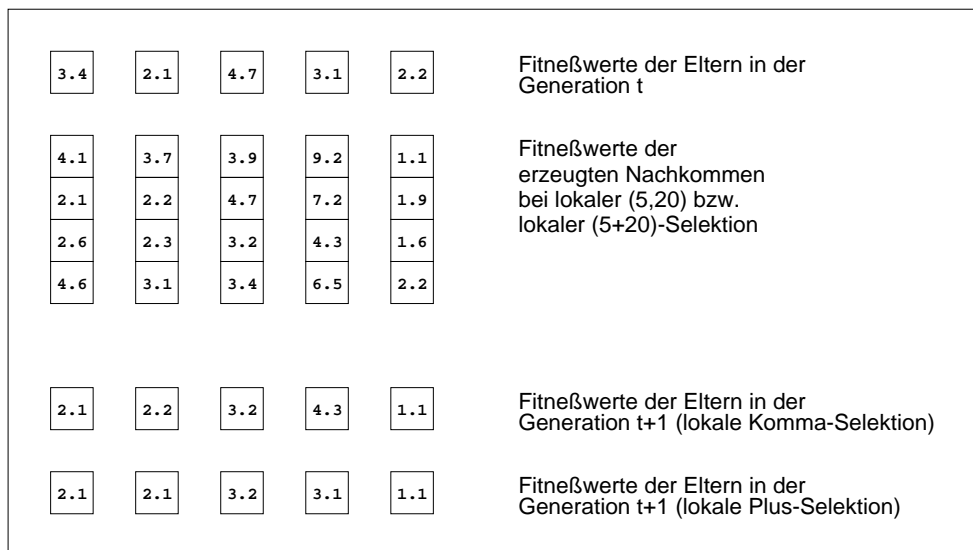 3.4 2.1 4.7 3.1 2.2 Fitneßwerte der Eltern in der
Generation t
4.1 3.7 3.9 9.2 1.1 Fitneßwerte der
erzeugten Nachkommen
2.1 2.2 4.7 7.2 1.9 bei lokaler (5,20) bzw.
lokaler (5+20)-Selektion
2.6 2.3 3.2 4.3 1.6
4.6 3.1 3.4 6.5 2.2
2.1 2.2 3.2 4.3 1.1 Fitneßwerte der Eltern in der
Generation t+1 (lokale Komma-Selektion)
2.1 2.1 3.2 3.1 1.1 Fitneßwerte der Eltern in der
Generation t+1 (lokale Plus-Selektion)